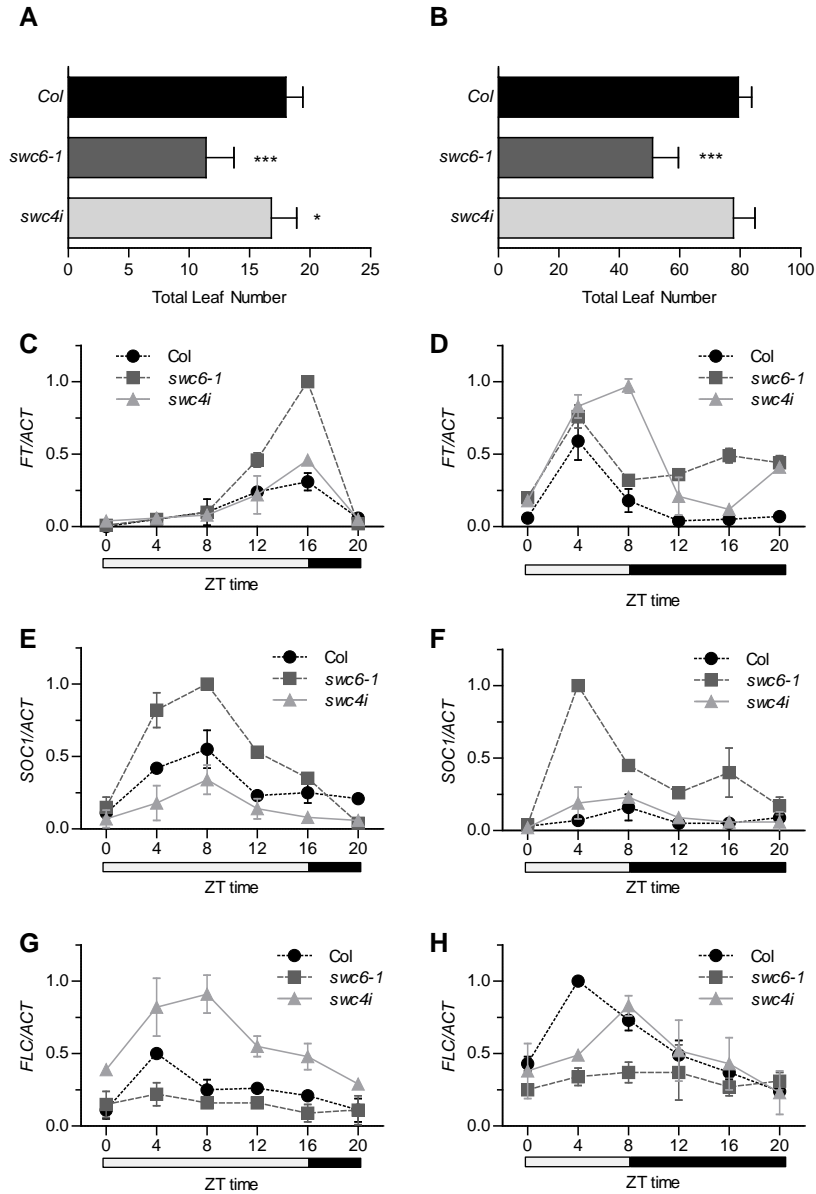 A
Col
swc6-1
***
swc4i
*
0 5 10 15 20 25
Total Leaf Number
B
Col
swc6-1
***
swc4i
0 20 40 60 80 100
Total Leaf Number
C
Col
swc6-1
swc4i
FT/ACT
1.0
0.5
0.0
0 4 8 12 16 20
ZT time
D
Col
swc6-1
swc4i
FT/ACT
1.0
0.5
0.0
0 4 8 12 16 20
ZT time
E
Col
swc6-1
swc4i
SOC1/ACT
1.0
0.5
0.0
0 4 8 12 16 20
ZT time
F
Col
swc6-1
swc4i
SOC1/ACT
1.0
0.5
0.0
0 4 8 12 16 20
ZT time
G
Col
swc6-1
swc4i
FLC/ACT
1.0
0.5
0.0
0 4 8 12 16 20
ZT time
H
Col
swc6-1
swc4i
FLC/ACT
1.0
0.5
0.0
0 4 8 12 16 20
ZT time